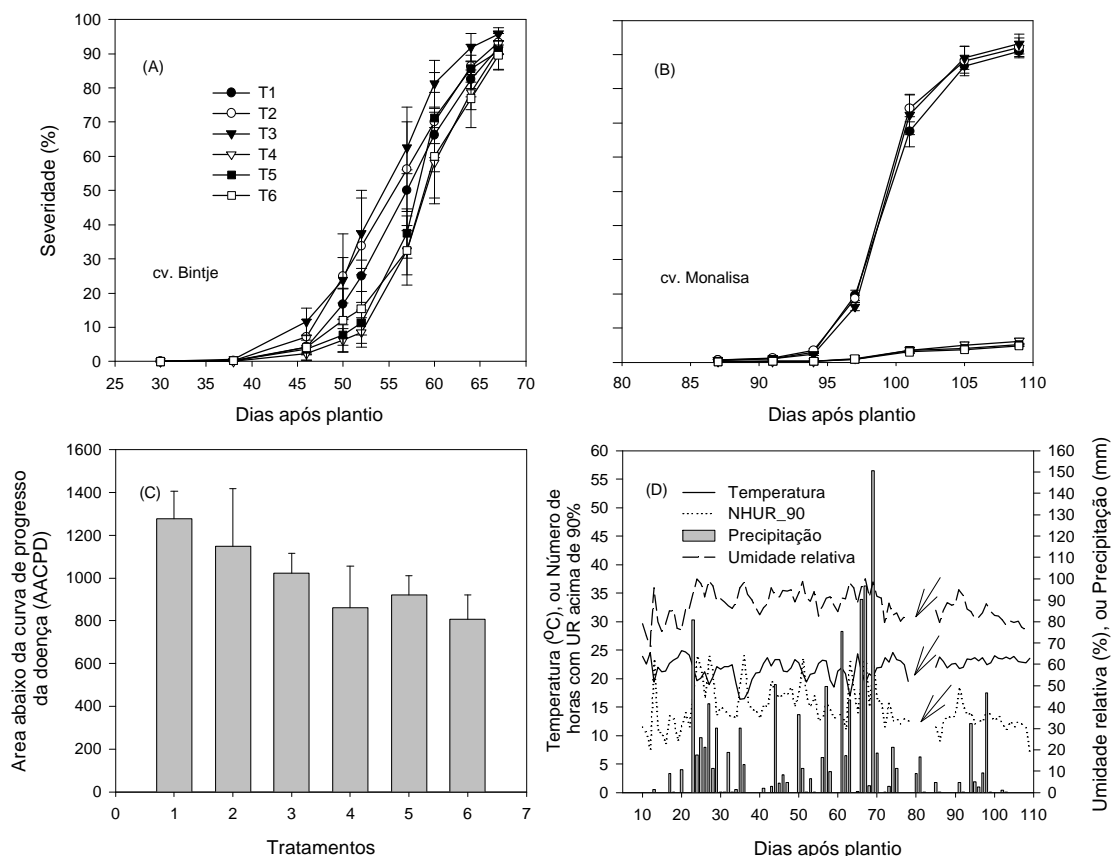 100
90
80
70
60
50
40
30
20
10
0
Severidade (%)
(A)
T1
T2
T3
T4
T5
T6
cv. Bintje
25 30 35 40 45 50 55 60 65 70
Dias após plantio
(B)
cv. Monalisa
80 85 90 95 100 105 110
Dias após plantio
1600
1400
1200
1000
800
600
400
200
0
Area abaixo da curva de progresso
da doença (AACPD)
(C)
0 1 2 3 4 5 6 7
Tratamentos
60
55
50
45
40
35
30
25
20
15
10
5
0
Temperatura (ºC), ou Número de
horas com UR acima de 90%
(D)
Temperatura
NHUR_90
Precipitação
Umidade relativa
160
150
140
130
120
110
100
90
80
70
60
50
40
30
20
10
0
Umidade relativa (%), ou Precipitação (mm)
10 20 30 40 50 60 70 80 90 100 110
Dias após plantio